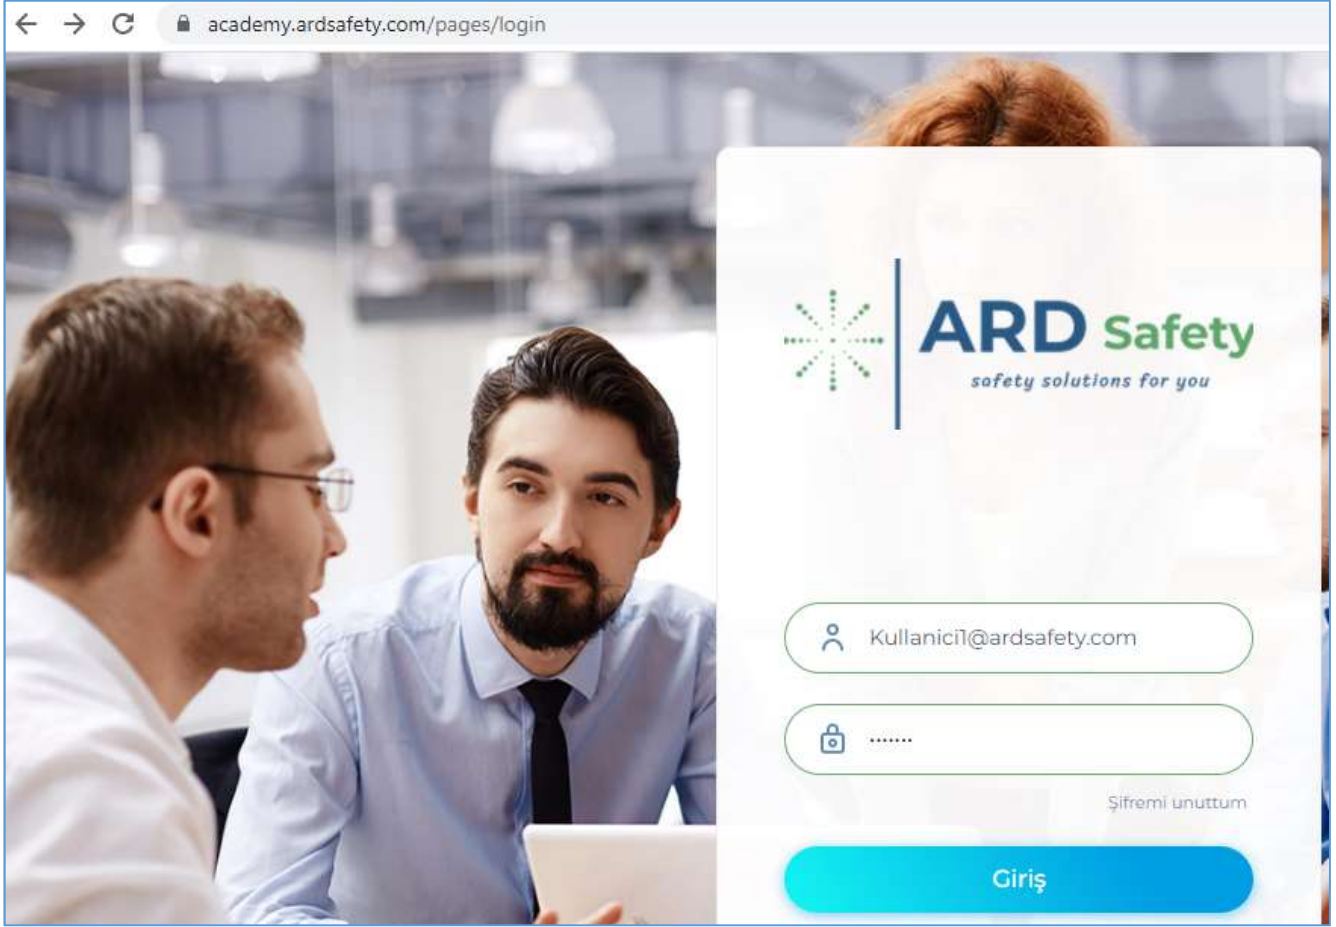 academy.ardsafety.com/pages/login
ARD Safety
safety solutions for you
Kullanici1@ardsafety.com
.......
Şifremi unuttum
Giriş